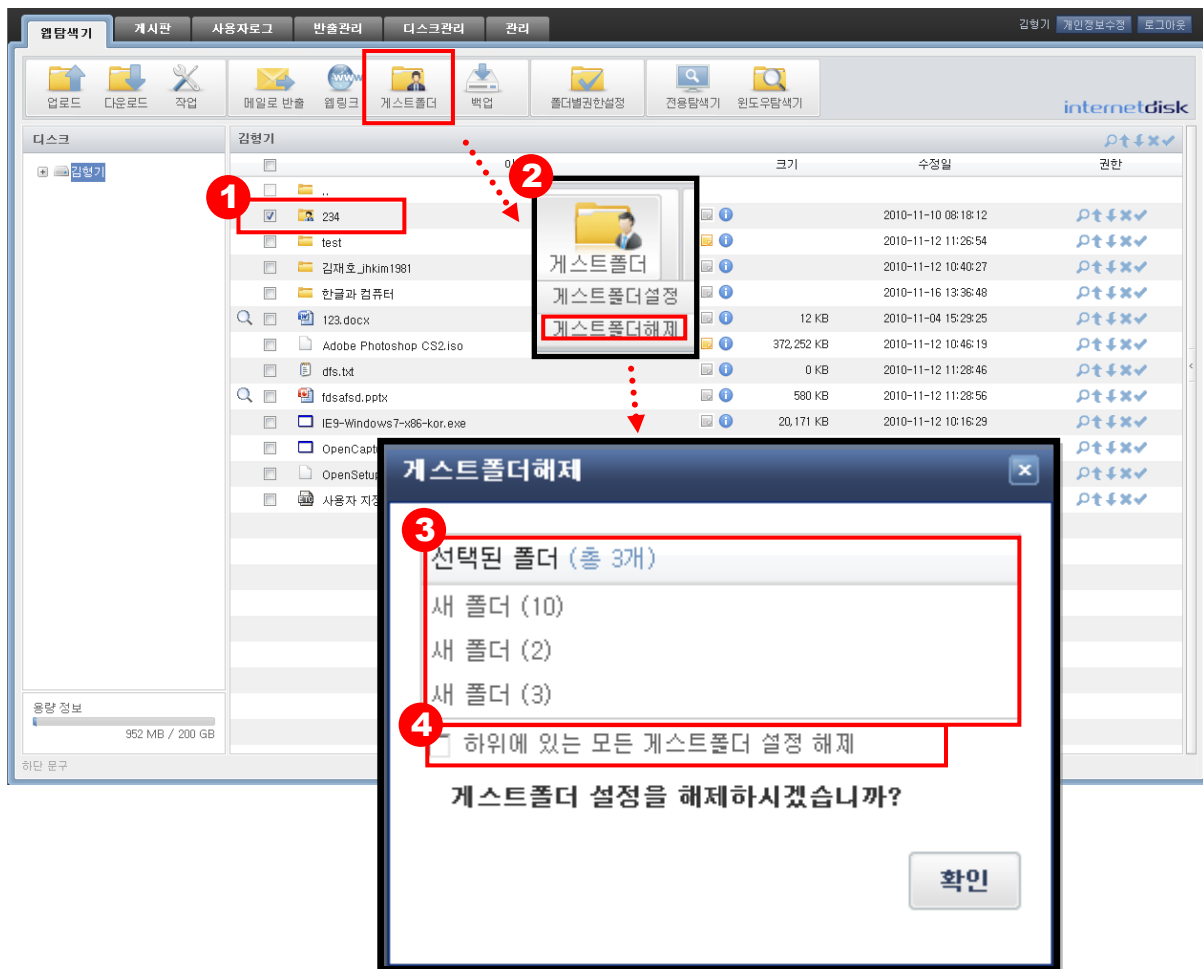 웹탐색기 게시판 사용자로그 반출관리 디스크관리 관리 김형기 개인정보수정 로그아웃
업로드 다운로드 작업 메일로 반출 웹링크 게스트폴더 백업 폴더별권한설정 전용탐색기 윈도우탐색기
internetdisk
디스크 김형기
김형기
크기 수정일 권한
1
2
..
234 2010-11-10 08:18:12
test 2010-11-12 11:26:54
김재호_jhkim1981 2010-11-12 10:40:27
한글과 컴퓨터 2010-11-16 13:36:48
123.docx 12 KB 2010-11-04 15:29:25
Adobe Photoshop CS2.iso 372,252 KB 2010-11-12 10:46:19
dfs.txt 0 KB 2010-11-12 11:28:46
fdsafsd.pptx 580 KB 2010-11-12 11:28:56
IE9-Windows7-x86-kor.exe 20,171 KB 2010-11-12 10:16:29
게스트폴더
게스트폴더설정
게스트폴더해제
게스트폴더해제
3
선택된 폴더 (총 3개)
새 폴더 (10)
새 폴더 (2)
새 폴더 (3)
4
하위에 있는 모든 게스트폴더 설정 해제
게스트폴더 설정을 해제하시겠습니까?
확인
용량 정보
952 MB / 200 GB
하단 문구